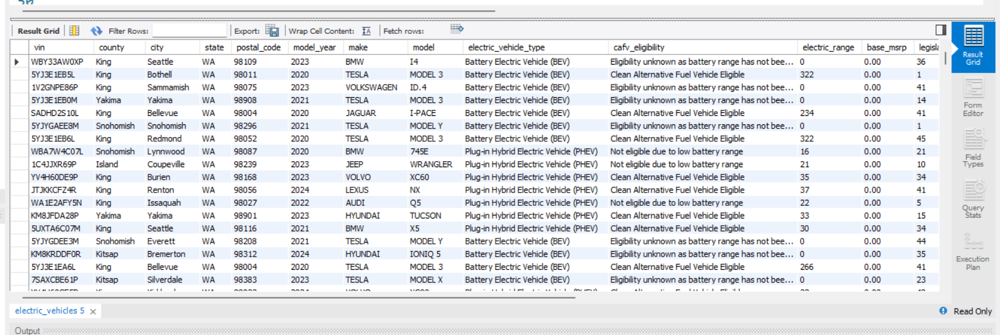 Result Grid Filter Rows: Export: Wrap Cell Content: Fetch rows:
vin county city state postal_code model_year make model electric_vehicle_type cafv_eligibility electric_range base_msrp legisla
WBY33AW0XP King Seattle WA 98109 2023 BMW I4 Battery Electric Vehicle (BEV) Eligibility unknown as battery range has not bee... 0 0.00 36
5YJ3E1EB5L King Bothell WA 98011 2020 TESLA MODEL 3 Battery Electric Vehicle (BEV) Clean Alternative Fuel Vehicle Eligible 322 0.00 1
1V2GNPE86P King Sammamish WA 98075 2023 VOLKSWAGEN ID.4 Battery Electric Vehicle (BEV) Eligibility unknown as battery range has not bee... 0 0.00 41
5YJ3E1EB0M Yakima Yakima WA 98908 2021 TESLA MODEL 3 Battery Electric Vehicle (BEV) Eligibility unknown as battery range has not bee... 0 0.00 14
SADHD2S10L King Bellevue WA 98004 2020 JAGUAR I-PACE Battery Electric Vehicle (BEV) Clean Alternative Fuel Vehicle Eligible 234 0.00 41
5YJYGAEE8M Snohomish Snohomish WA 98296 2021 TESLA MODEL Y Battery Electric Vehicle (BEV) Eligibility unknown as battery range has not bee... 0 0.00 1
5YJ3E1EB6L King Redmond WA 98052 2020 TESLA MODEL 3 Battery Electric Vehicle (BEV) Clean Alternative Fuel Vehicle Eligible 322 0.00 45
WBA7W4C07L Snohomish Lynnwood WA 98087 2020 BMW 745E Plug-in Hybrid Electric Vehicle (PHEV) Not eligible due to low battery range 16 0.00 21
1C4JJXR69P Island Coupeville WA 98239 2023 JEEP WRANGLER Plug-in Hybrid Electric Vehicle (PHEV) Not eligible due to low battery range 21 0.00 10
YV4H60DE9P King Burien WA 98168 2023 VOLVO XC60 Plug-in Hybrid Electric Vehicle (PHEV) Clean Alternative Fuel Vehicle Eligible 35 0.00 34
JTJKKCFZ4R King Renton WA 98056 2024 LEXUS NX Plug-in Hybrid Electric Vehicle (PHEV) Clean Alternative Fuel Vehicle Eligible 37 0.00 41
WA1E2AFY5N King Issaquah WA 98027 2022 AUDI Q5 Plug-in Hybrid Electric Vehicle (PHEV) Not eligible due to low battery range 22 0.00 5
KM8JFDA28P Yakima Yakima WA 98901 2023 HYUNDAI TUCSON Plug-in Hybrid Electric Vehicle (PHEV) Clean Alternative Fuel Vehicle Eligible 33 0.00 15
5UXTA6C07M King Seattle WA 98116 2021 BMW X5 Plug-in Hybrid Electric Vehicle (PHEV) Clean Alternative Fuel Vehicle Eligible 30 0.00 34
5YJYGDEE3M Snohomish Everett WA 98208 2021 TESLA MODEL Y Battery Electric Vehicle (BEV) Eligibility unknown as battery range has not bee... 0 0.00 44
KM8KRDDF0R Kitsap Bremerton WA 98312 2024 HYUNDAI IONIQ 5 Battery Electric Vehicle (BEV) Eligibility unknown as battery range has not bee... 0 0.00 35
5YJ3E1EA6L King Bellevue WA 98004 2020 TESLA MODEL 3 Battery Electric Vehicle (BEV) Clean Alternative Fuel Vehicle Eligible 266 0.00 41
7SAXCBE61P Kitsap Silverdale WA 98383 2023 TESLA MODEL X Battery Electric Vehicle (BEV) Eligibility unknown as battery range has not bee... 0 0.00 23
Result
Grid
Form
Editor
Field
Types
Query
Stats
Execution
Plan
electric_vehicles 5
Read Only
Output